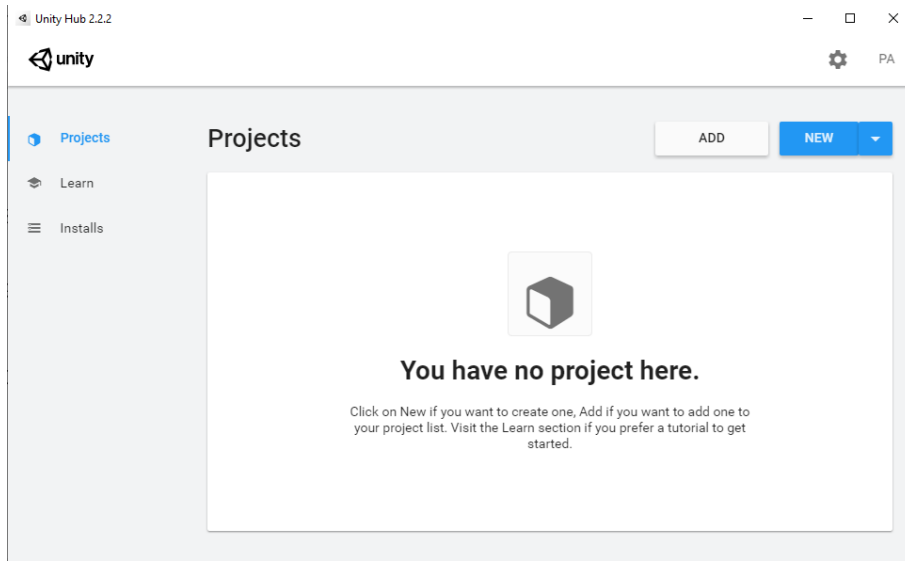 Unity Hub 2.2.2
unity
PA
Projects
Learn
Installs
Projects
ADD
NEW
You have no project here.
Click on New if you want to create one, Add if you want to add one to
your project list. Visit the Learn section if you prefer a tutorial to get
started.